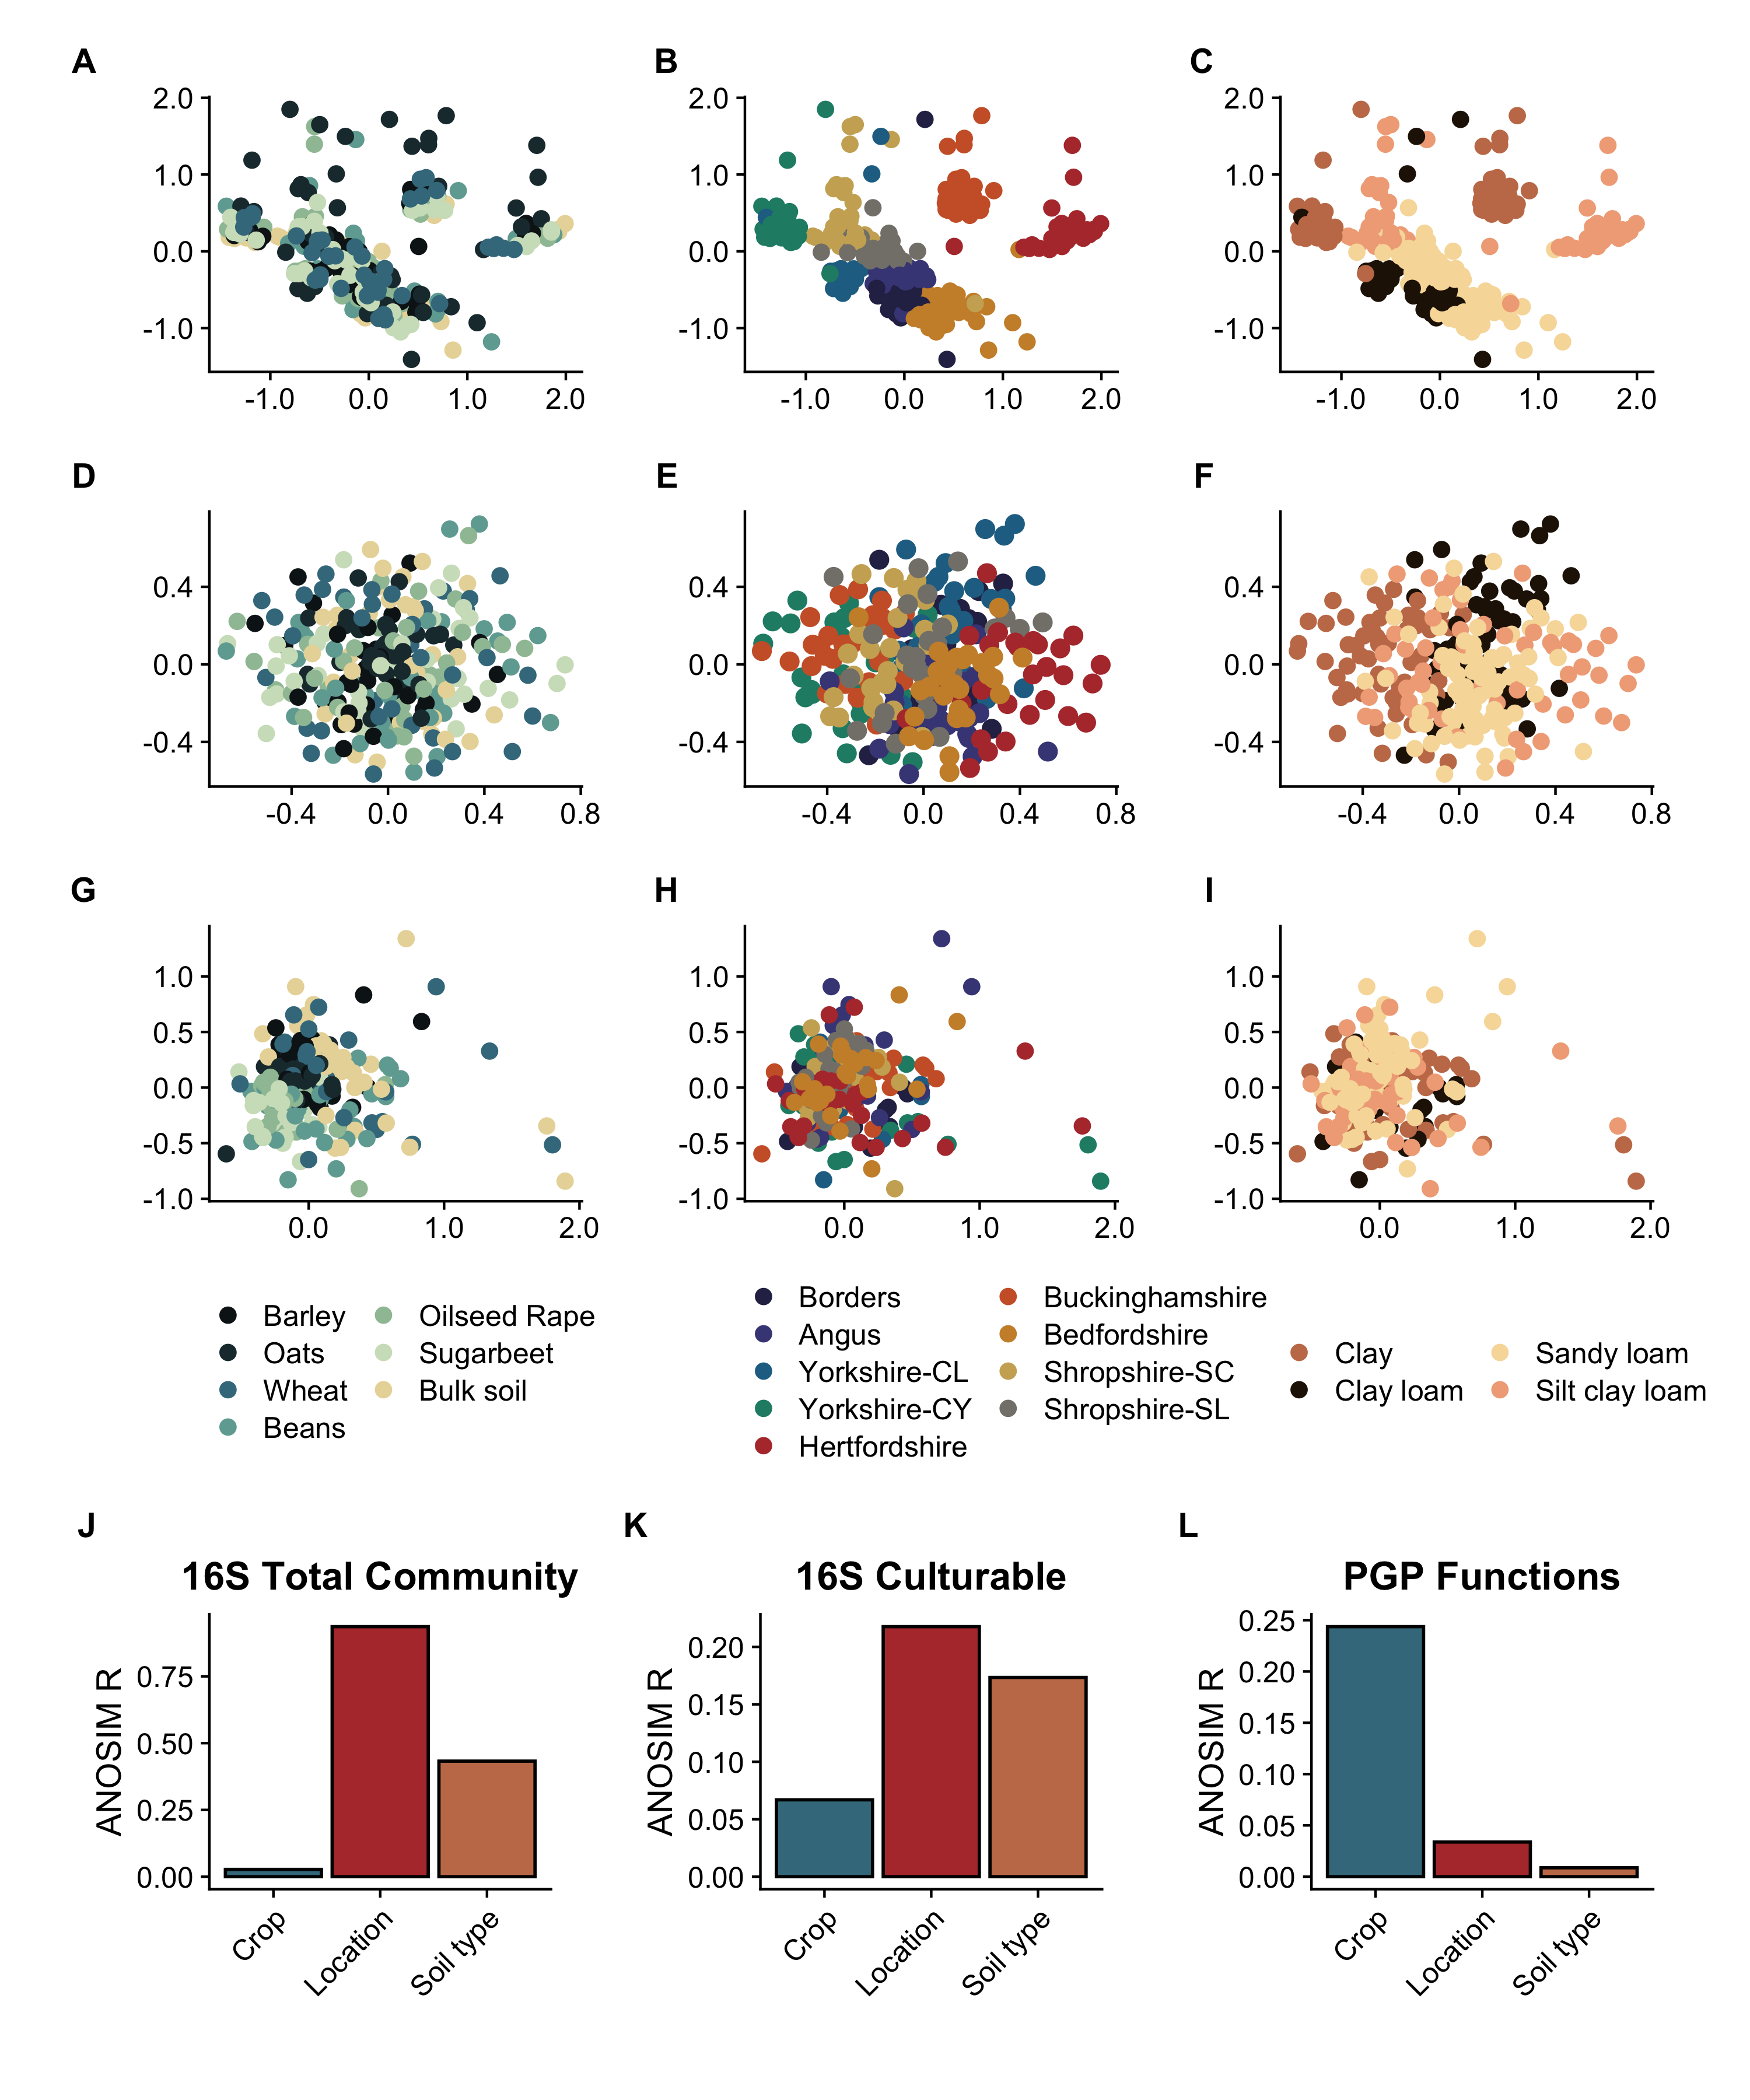 A B C
2.0 2.0 2.0
1.0 1.0 1.0
0.0 0.0 0.0
-1.0 -1.0 -1.0
-1.0 0.0 1.0 2.0 -1.0 0.0 1.0 2.0 -1.0 0.0 1.0 2.0
D E F
0.4 0.4 0.4
0.0 0.0 0.0
-0.4 -0.4 -0.4
-0.4 0.0 0.4 0.8 -0.4 0.0 0.4 0.8 -0.4 0.0 0.4 0.8
G H I
1.0 1.0 1.0
0.5 0.5 0.5
0.0 0.0 0.0
-0.5 -0.5 -0.5
-1.0 -1.0 -1.0
0.0 1.0 2.0 0.0 1.0 2.0 0.0 1.0 2.0
Barley Oilseed Rape
Oats Sugarbeet
Wheat Bulk soil
Beans
Borders Buckinghamshire
Angus Bedfordshire
Yorkshire-CL Shropshire-SC
Yorkshire-CY Shropshire-SL
Hertfordshire
Clay Sandy loam
Clay loam Silt clay loam
J
16S Total Community
ANOSIM R
0.75
0.50
0.25
0.00
Crop
Location
Soil type
K
16S Culturable
ANOSIM R
0.20
0.15
0.10
0.05
0.00
Crop
Location
Soil type
L
PGP Functions
ANOSIM R
0.25
0.20
0.15
0.10
0.05
0.00
Crop
Location
Soil type